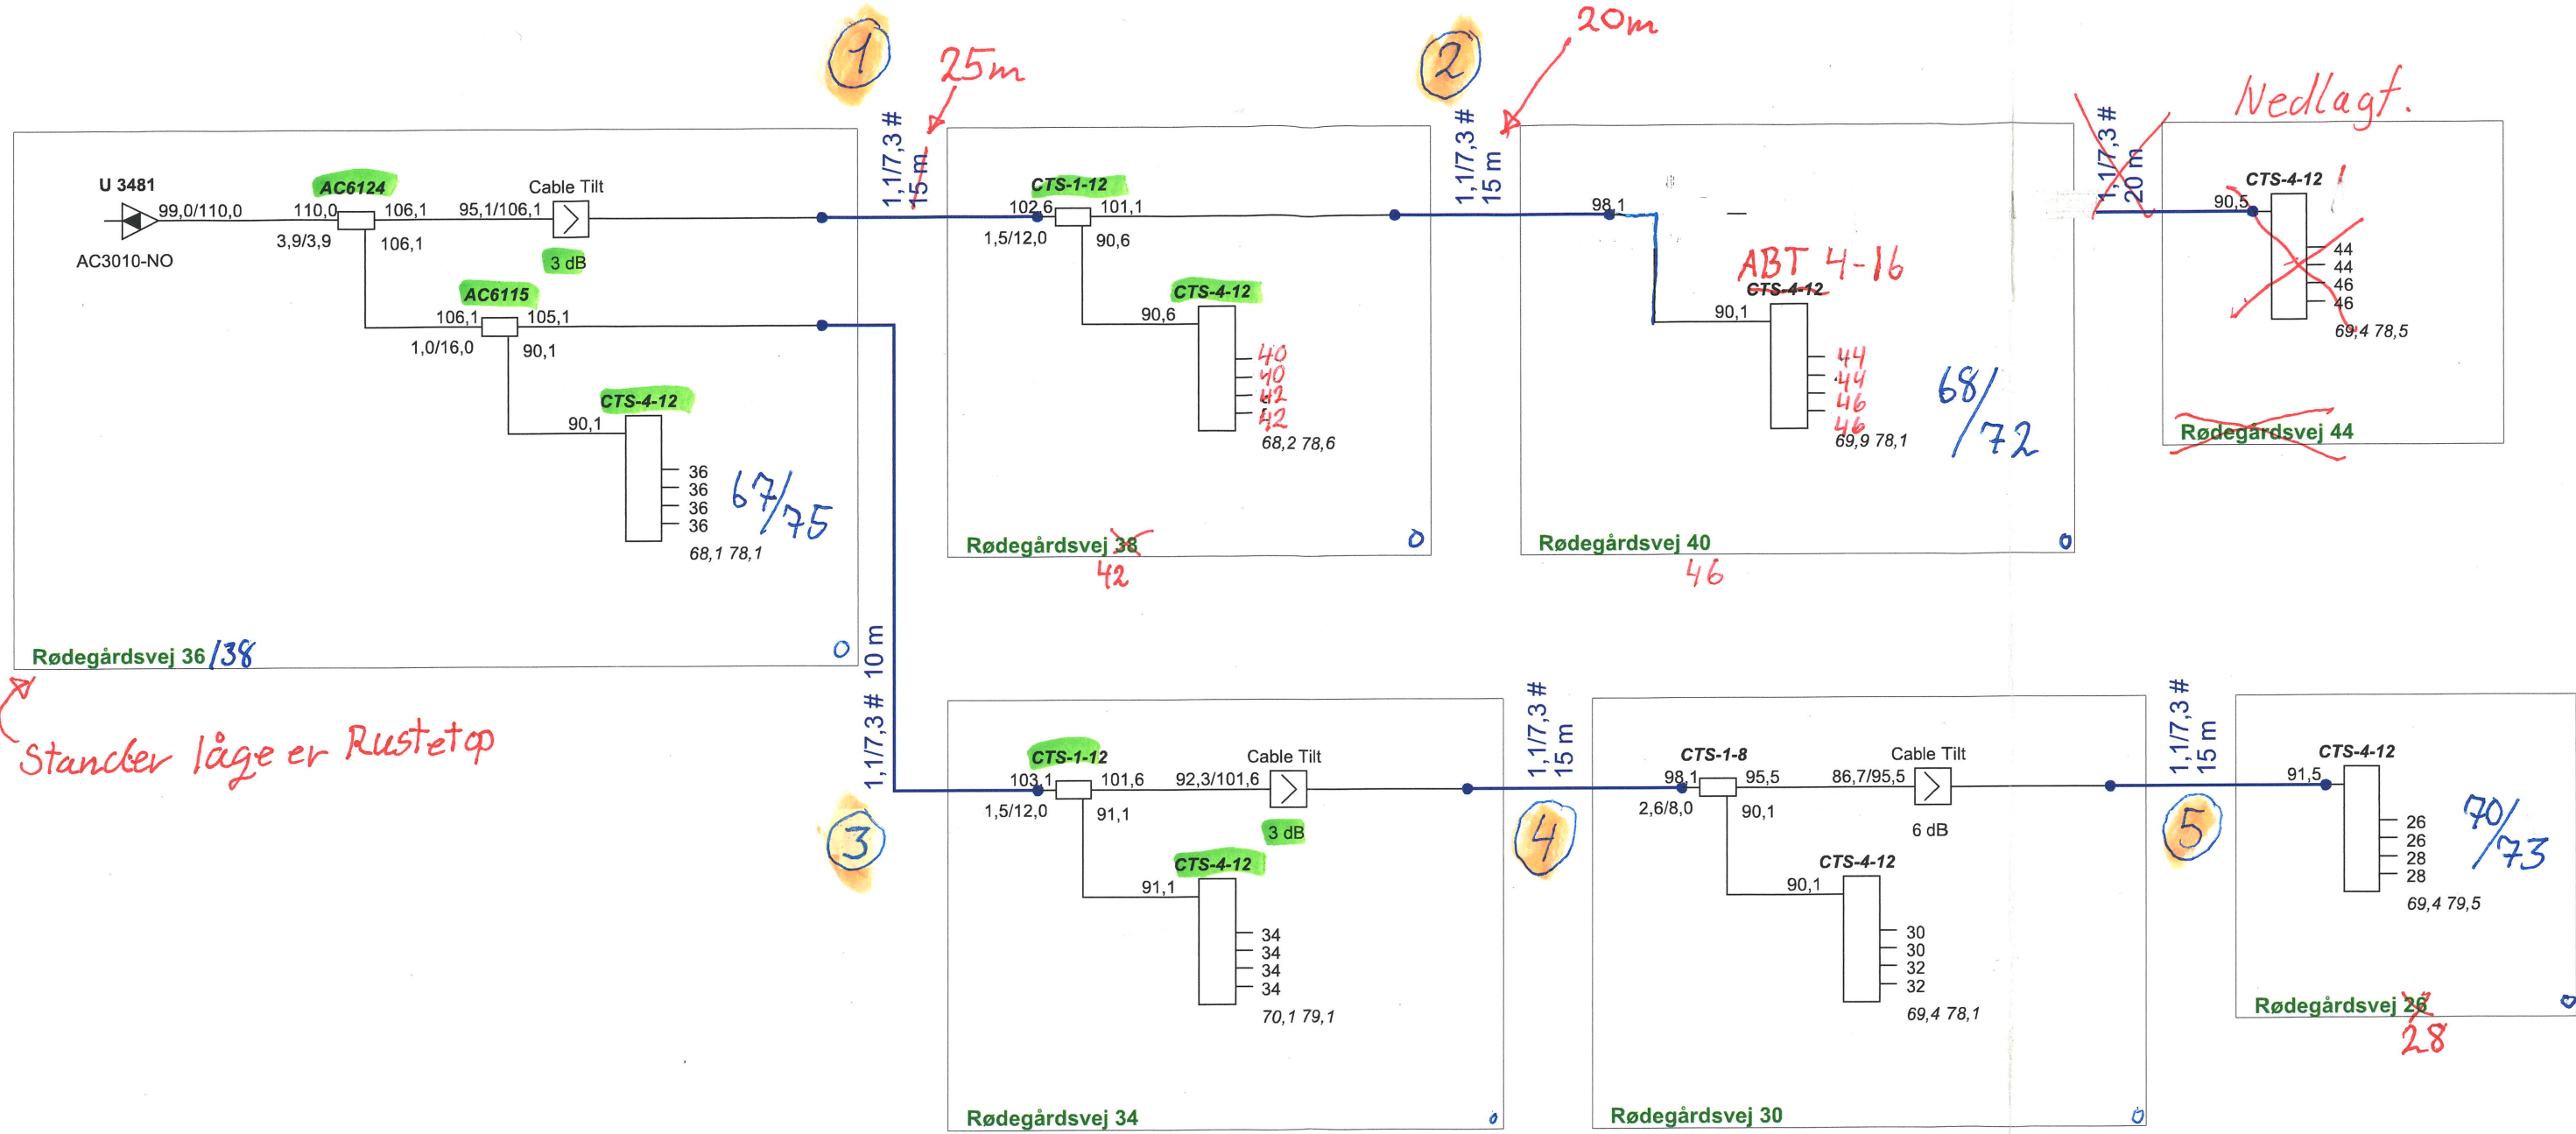 1
25m
2
20m
Nedlagt.
1,1/7,3 #
15 m
1,1/7,3 #
15 m
1,1/7,3 #
20 m
U 3481
AC3010-NO
99,0/110,0
AC6124
110,0
106,1
3,9/3,9
106,1
Cable Tilt
95,1/106,1
3 dB
AC6115
106,1
105,1
1,0/16,0
90,1
CTS-4-12
90,1
36
36
36
36
67/75
68,1 78,1
Rødegårdsvej 36/38
0
Stander låge er Rustetop
CTS-1-12
102,6
101,1
1,5/12,0
90,6
CTS-4-12
90,6
40
40
42
42
68,2 78,6
Rødegårdsvej 38
42
0
98,1
ABT 4-16
CTS-4-12
90,1
44
44
46
46
68/72
69,9 78,1
Rødegårdsvej 40
46
0
CTS-4-12
90,5
44
44
46
46
69,4 78,5
Rødegårdsvej 44
1,1/7,3 # 10 m
3
CTS-1-12
103,1
101,6
1,5/12,0
91,1
Cable Tilt
92,3/101,6
3 dB
CTS-4-12
91,1
34
34
34
34
70,1 79,1
Rødegårdsvej 34
0
1,1/7,3 #
15 m
4
CTS-1-8
98,1
95,5
2,6/8,0
90,1
Cable Tilt
86,7/95,5
6 dB
CTS-4-12
90,1
30
30
32
32
69,4 78,1
Rødegårdsvej 30
0
1,1/7,3 #
15 m
5
CTS-4-12
91,5
26
26
28
28
70/73
69,4 79,5
Rødegårdsvej 26
28
0